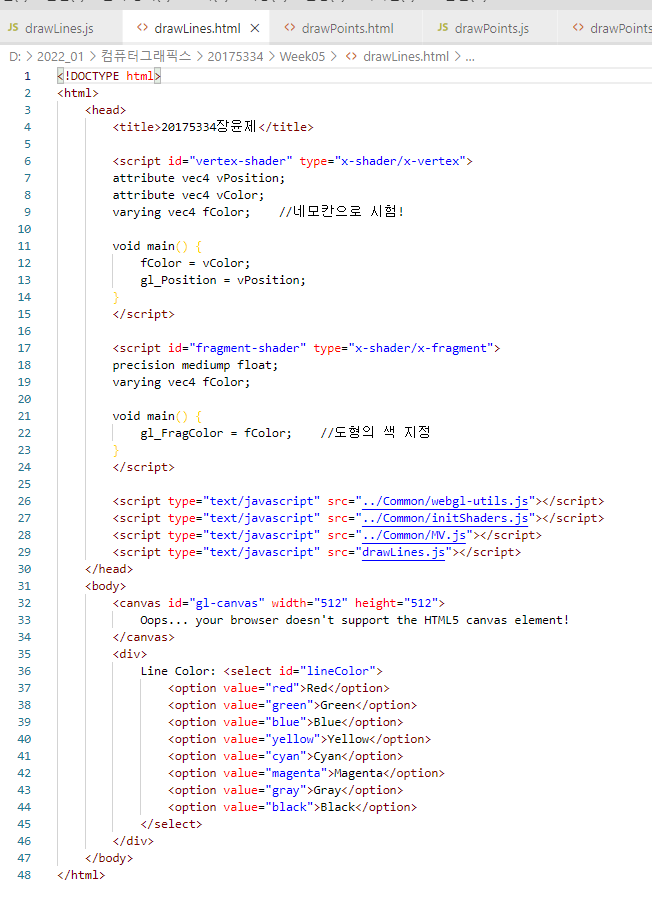 drawLines.js drawLines.html × drawPoints.html drawPoints.js drawPoints
D: > 2022_01 > 컴퓨터그래픽스 > 20175334 > Week05 > drawLines.html > ...
1 <!DOCTYPE html>
2 <html>
3 <head>
4 <title>20175334장윤제</title>
5
6 <script id="vertex-shader" type="x-shader/x-vertex">
7 attribute vec4 vPosition;
8 attribute vec4 vColor;
9 varying vec4 fColor; //네모칸으로 시험!
10
11 void main() {
12 fColor = vColor;
13 gl_Position = vPosition;
14 }
15 </script>
16
17 <script id="fragment-shader" type="x-shader/x-fragment">
18 precision mediump float;
19 varying vec4 fColor;
20
21 void main() {
22 gl_FragColor = fColor; //도형의 색 지정
23 }
24 </script>
25
26 <script type="text/javascript" src="../Common/webgl-utils.js"></script>
27 <script type="text/javascript" src="../Common/initShaders.js"></script>
28 <script type="text/javascript" src="../Common/MV.js"></script>
29 <script type="text/javascript" src="drawLines.js"></script>
30 </head>
31 <body>
32 <canvas id="gl-canvas" width="512" height="512">
33 Oops... your browser doesn't support the HTML5 canvas element!
34 </canvas>
35 <div>
36 Line Color: <select id="lineColor">
37 <option value="red">Red</option>
38 <option value="green">Green</option>
39 <option value="blue">Blue</option>
40 <option value="yellow">Yellow</option>
41 <option value="cyan">Cyan</option>
42 <option value="magenta">Magenta</option>
43 <option value="gray">Gray</option>
44 <option value="black">Black</option>
45 </select>
46 </div>
47 </body>
48 </html>